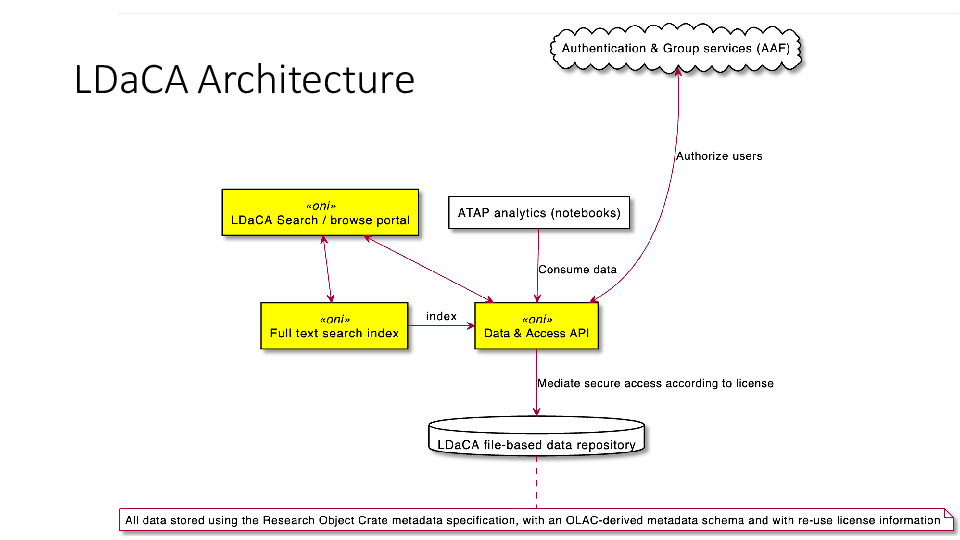 LDaCA Architecture
Authentication & Group services (AAF)
Authorize users
«oni»
LDaCA Search / browse portal
ATAP analytics (notebooks)
Consume data
«oni»
Full text search index
index
«oni»
Data & Access API
Mediate secure access according to license
LDaCA file-based data repository
All data stored using the Research Object Crate metadata specification, with an OLAC-derived metadata schema and with re-use license information